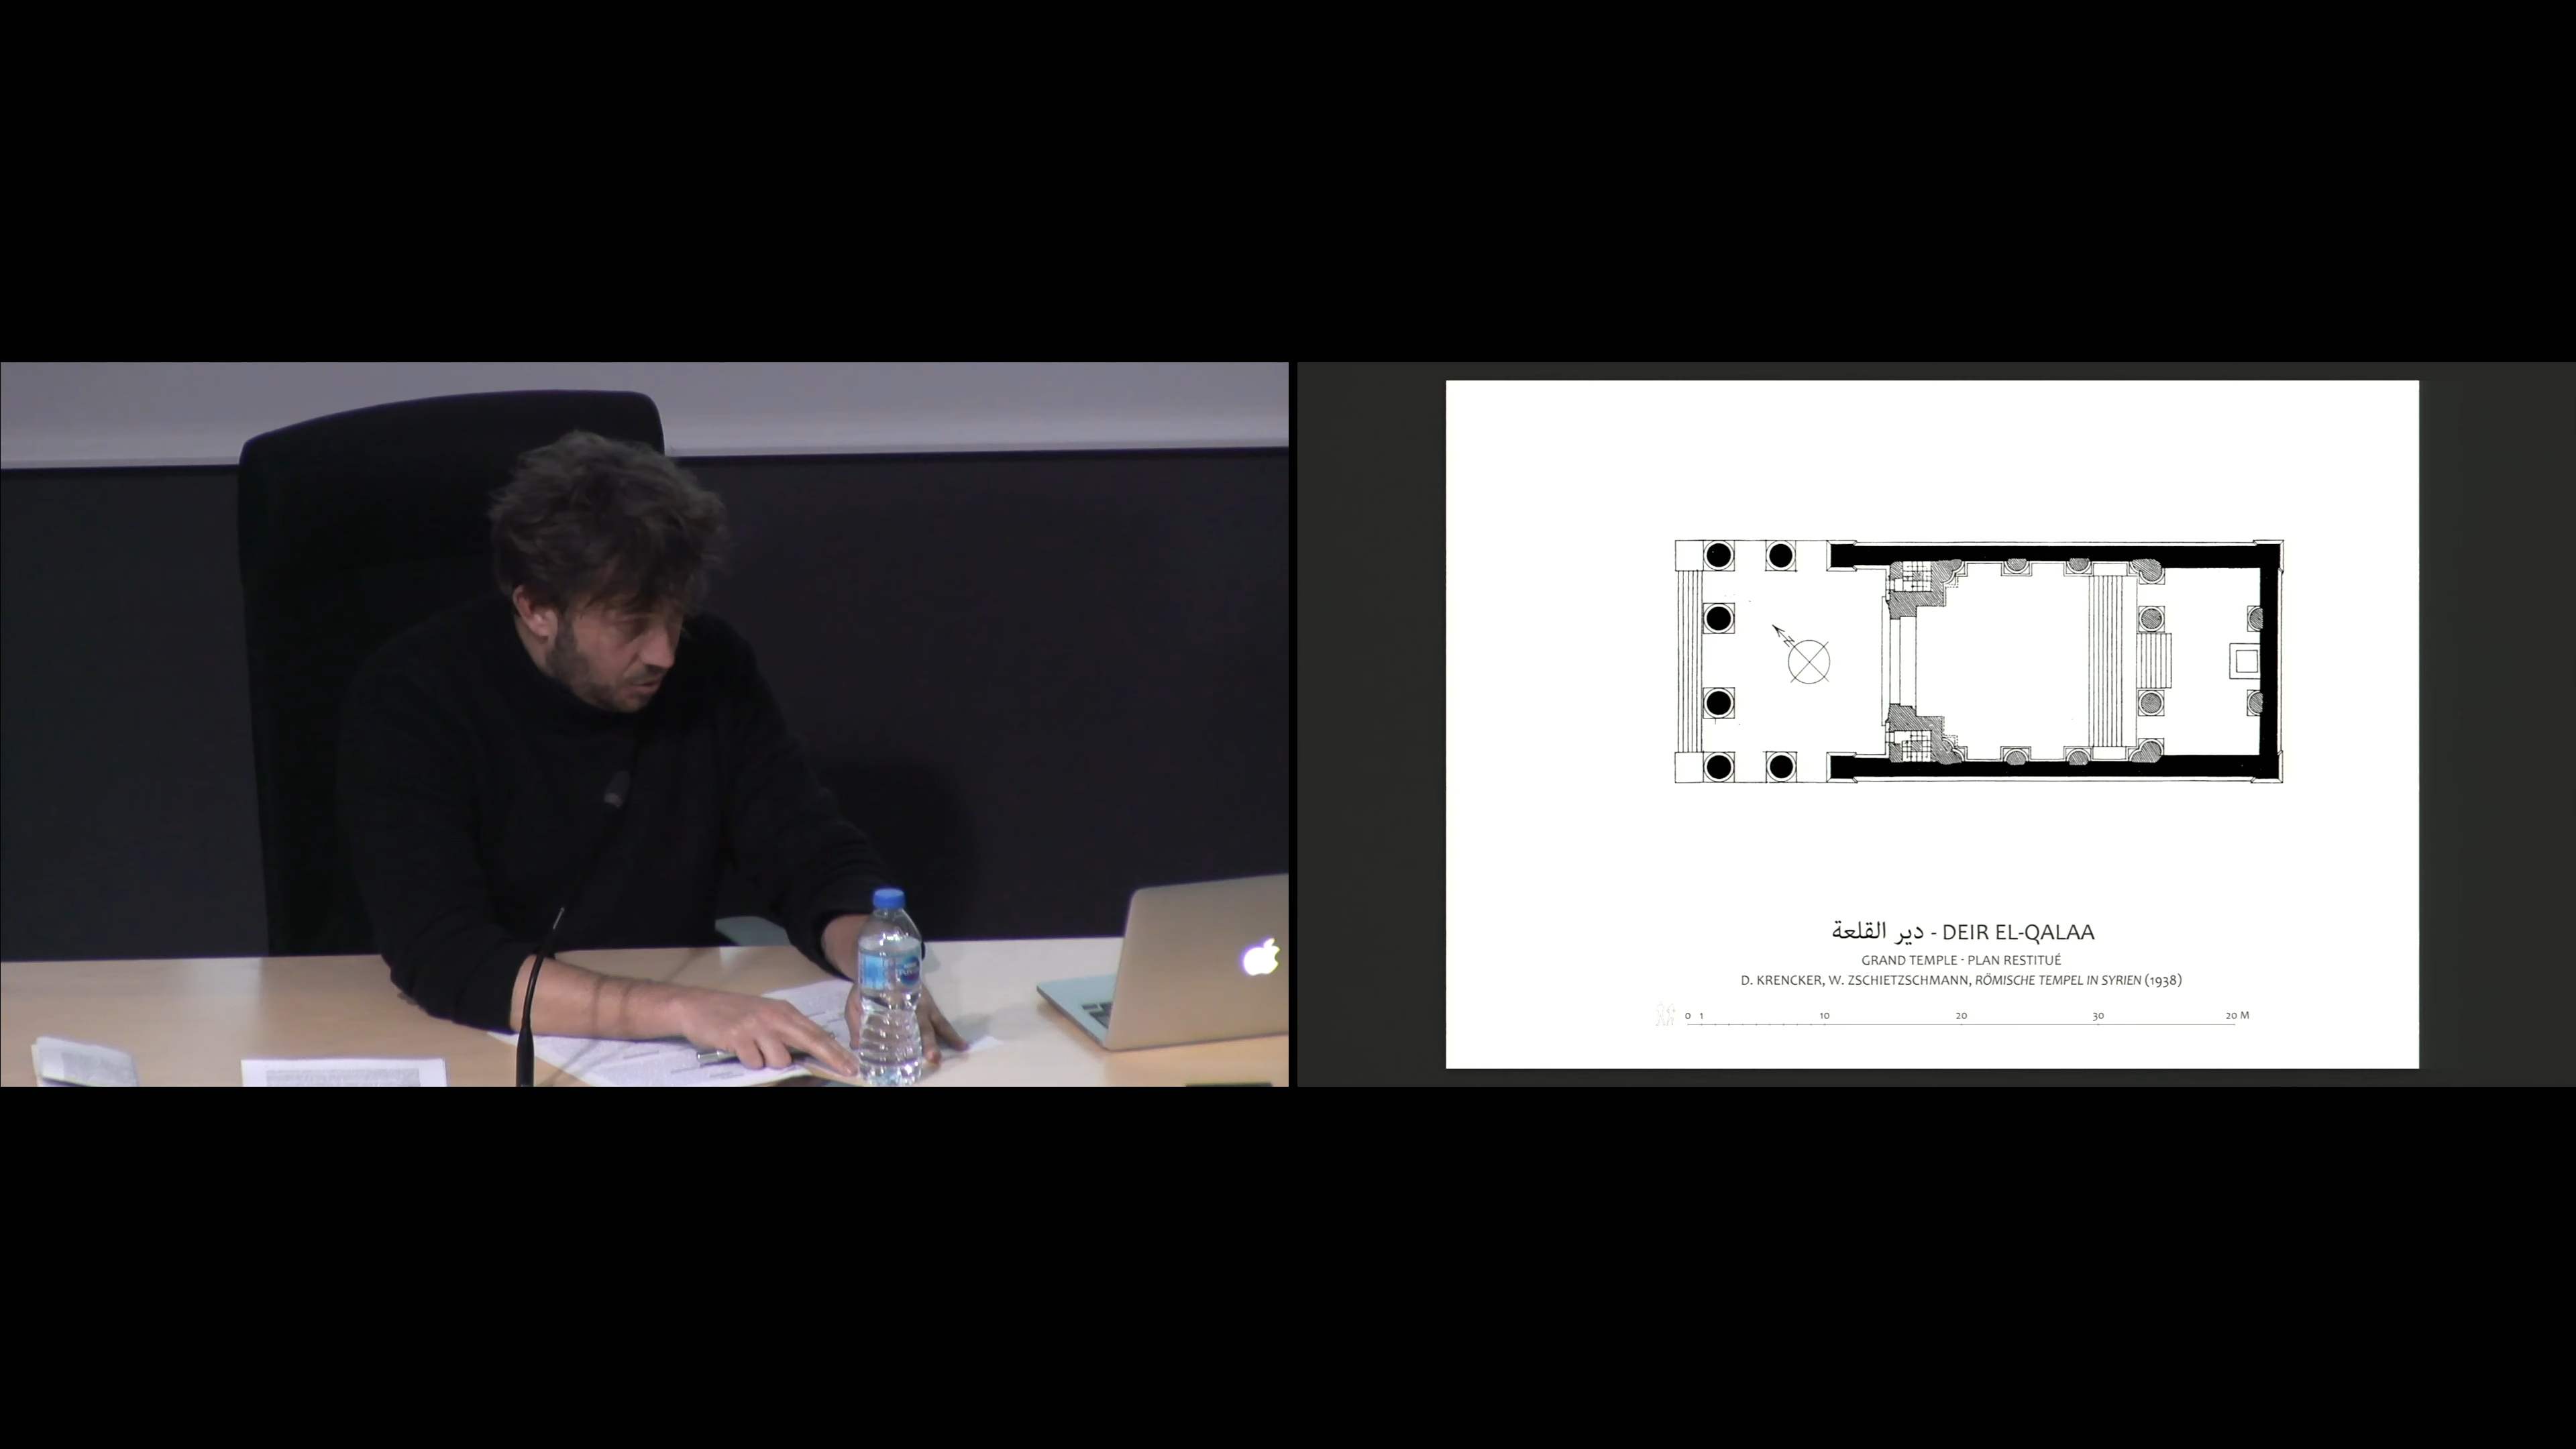 N
دير القلعة - DEIR EL-QALAA
GRAND TEMPLE - PLAN RESTITUÉ
D. KRENCKER, W. ZSCHIETZSCHMANN, RÖMISCHE TEMPEL IN SYRIEN (1938)
0 1 10 20 30 20 M